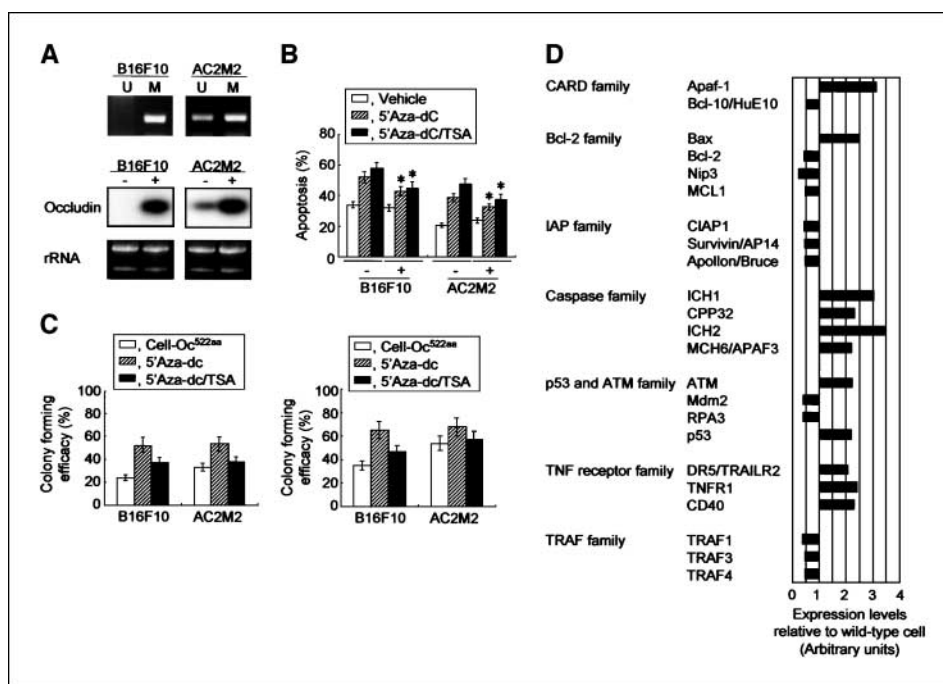 A
B16F10 AC2M2
U M U M
B16F10 AC2M2
- + - +
Occludin
rRNA
B
, Vehicle
, 5'Aza-dC
, 5'Aza-dC/TSA
Apoptosis (%)
80
60
40
20
0
* * * *
- + - +
B16F10 AC2M2
C
, Cell-Oc522aa
, 5'Aza-dc
, 5'Aza-dc/TSA
Colony forming
efficacy (%)
100
80
60
40
20
0
B16F10 AC2M2
, Cell-Oc522aa
, 5'Aza-dc
, 5'Aza-dc/TSA
Colony forming
efficacy (%)
100
80
60
40
20
0
B16F10 AC2M2
D
CARD family Apaf-1
Bcl-10/HuE10
Bcl-2 family Bax
Bcl-2
Nip3
MCL1
IAP family CIAP1
Survivin/AP14
Apollon/Bruce
Caspase family ICH1
CPP32
ICH2
MCH6/APAF3
p53 and ATM family ATM
Mdm2
RPA3
p53
TNF receptor family DR5/TRAILR2
TNFR1
CD40
TRAF family TRAF1
TRAF3
TRAF4
0 1 2 3 4
Expression levels
relative to wild-type cell
(Arbitrary units)